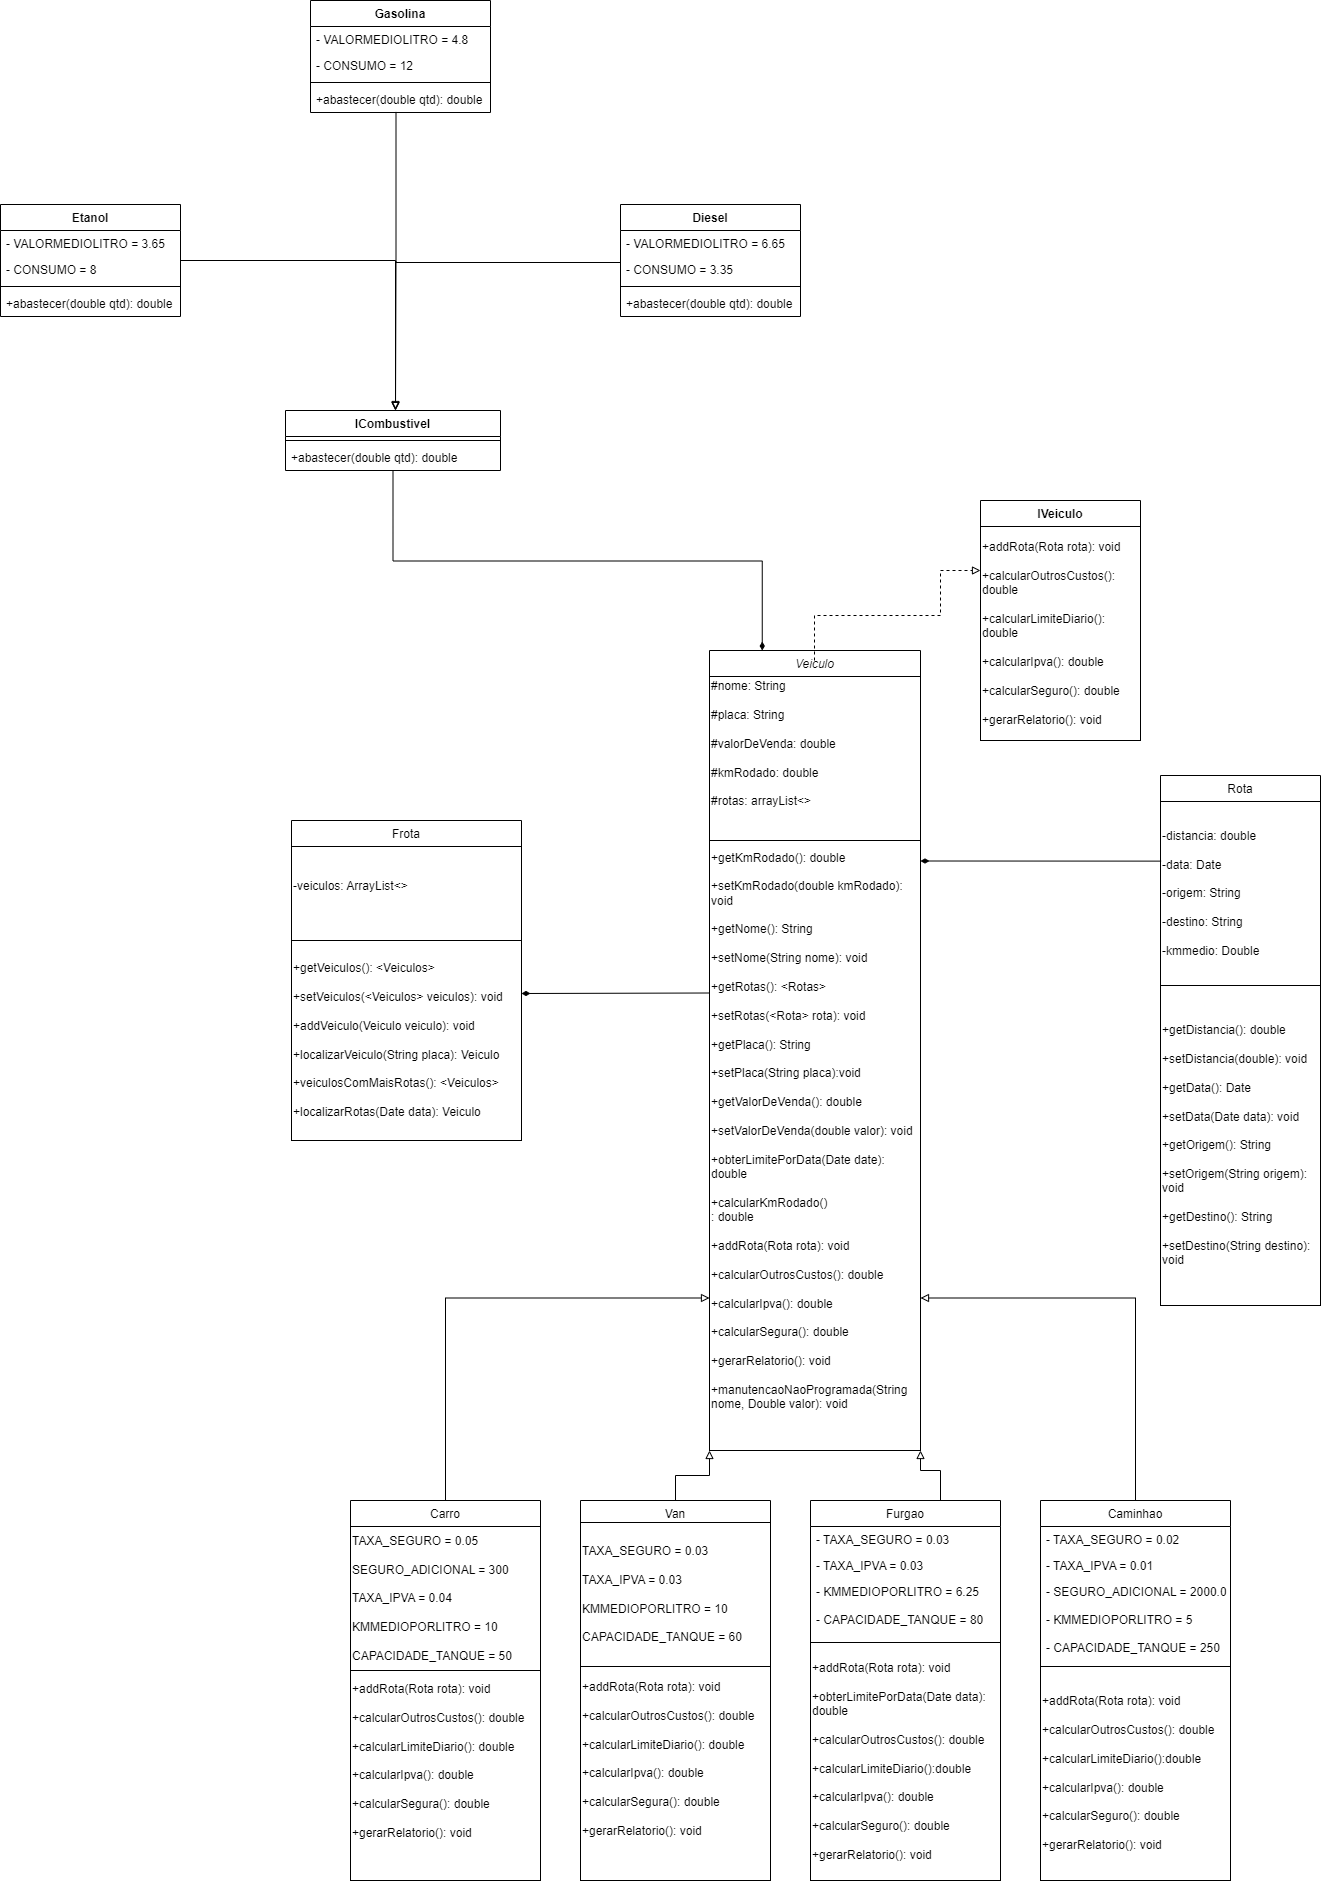 Gasolina
- VALORMEDIOLITRO = 4.8
- CONSUMO = 12
+abastecer(double qtd): double
Etanol
- VALORMEDIOLITRO = 3.65
- CONSUMO = 8
+abastecer(double qtd): double
Diesel
- VALORMEDIOLITRO = 6.65
- CONSUMO = 3.35
+abastecer(double qtd): double
ICombustivel
+abastecer(double qtd): double
IVeiculo
+addRota(Rota rota): void
+calcularOutrosCustos():
double
+calcularLimiteDiario():
double
+calcularIpva(): double
+calcularSeguro(): double
+gerarRelatorio(): void
Veiculo
#nome: String
#placa: String
#valorDeVenda: double
#kmRodado: double
#rotas: arrayList<>
+getKmRodado(): double
+setKmRodado(double kmRodado):
void
+getNome(): String
+setNome(String nome): void
+getRotas(): <Rotas>
+setRotas(<Rota> rota): void
+getPlaca(): String
+setPlaca(String placa):void
+getValorDeVenda(): double
+setValorDeVenda(double valor): void
+obterLimitePorData(Date date):
double
+calcularKmRodado()
: double
+addRota(Rota rota): void
+calcularOutrosCustos(): double
+calcularIpva(): double
+calcularSegura(): double
+gerarRelatorio(): void
+manutencaoNaoProgramada(String
nome, Double valor): void
Rota
-distancia: double
-data: Date
-origem: String
-destino: String
-kmmedio: Double
+getDistancia(): double
+setDistancia(double): void
+getData(): Date
+setData(Date data): void
+getOrigem(): String
+setOrigem(String origem):
void
+getDestino(): String
+setDestino(String destino):
void
Frota
-veiculos: ArrayList<>
+getVeiculos(): <Veiculos>
+setVeiculos(<Veiculos> veiculos): void
+addVeiculo(Veiculo veiculo): void
+localizarVeiculo(String placa): Veiculo
+veiculosComMaisRotas(): <Veiculos>
+localizarRotas(Date data): Veiculo
Carro
TAXA_SEGURO = 0.05
SEGURO_ADICIONAL = 300
TAXA_IPVA = 0.04
KMMEDIOPORLITRO = 10
CAPACIDADE_TANQUE = 50
+addRota(Rota rota): void
+calcularOutrosCustos(): double
+calcularLimiteDiario(): double
+calcularIpva(): double
+calcularSegura(): double
+gerarRelatorio(): void
Van
TAXA_SEGURO = 0.03
TAXA_IPVA = 0.03
KMMEDIOPORLITRO = 10
CAPACIDADE_TANQUE = 60
+addRota(Rota rota): void
+calcularOutrosCustos(): double
+calcularLimiteDiario(): double
+calcularIpva(): double
+calcularSegura(): double
+gerarRelatorio(): void
Furgao
- TAXA_SEGURO = 0.03
- TAXA_IPVA = 0.03
- KMMEDIOPORLITRO = 6.25
- CAPACIDADE_TANQUE = 80
+addRota(Rota rota): void
+obterLimitePorData(Date data):
double
+calcularOutrosCustos(): double
+calcularLimiteDiario():double
+calcularIpva(): double
+calcularSeguro(): double
+gerarRelatorio(): void
Caminhao
- TAXA_SEGURO = 0.02
- TAXA_IPVA = 0.01
- SEGURO_ADICIONAL = 2000.0
- KMMEDIOPORLITRO = 5
- CAPACIDADE_TANQUE = 250
+addRota(Rota rota): void
+calcularOutrosCustos(): double
+calcularLimiteDiario():double
+calcularIpva(): double
+calcularSeguro(): double
+gerarRelatorio(): void